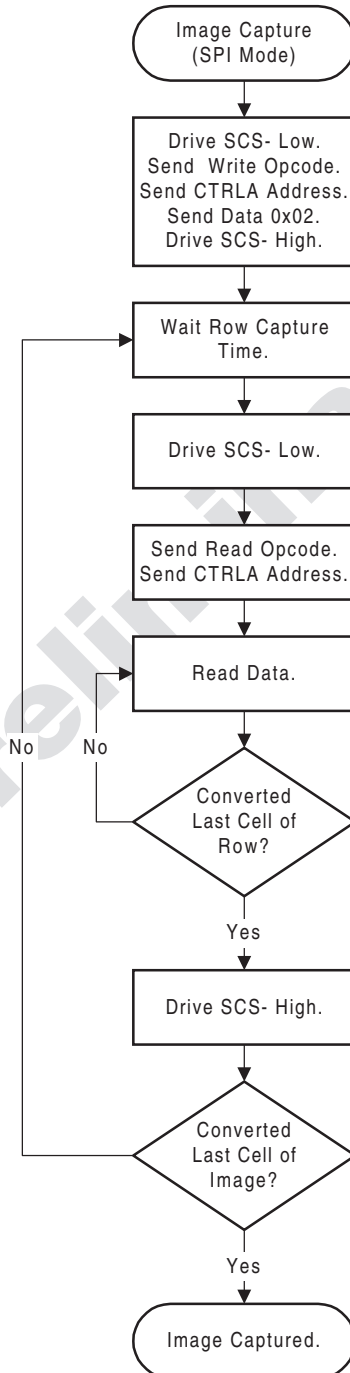 Image Capture
(SPI Mode)
Drive SCS- Low.
Send Write Opcode.
Send CTRLA Address.
Send Data 0x02.
Drive SCS- High.
Wait Row Capture
Time.
Drive SCS- Low.
Send Read Opcode.
Send CTRLA Address.
Read Data.
No
No
Converted
Last Cell of
Row?
Yes
Drive SCS- High.
Converted
Last Cell of
Image?
Yes
Image Captured.